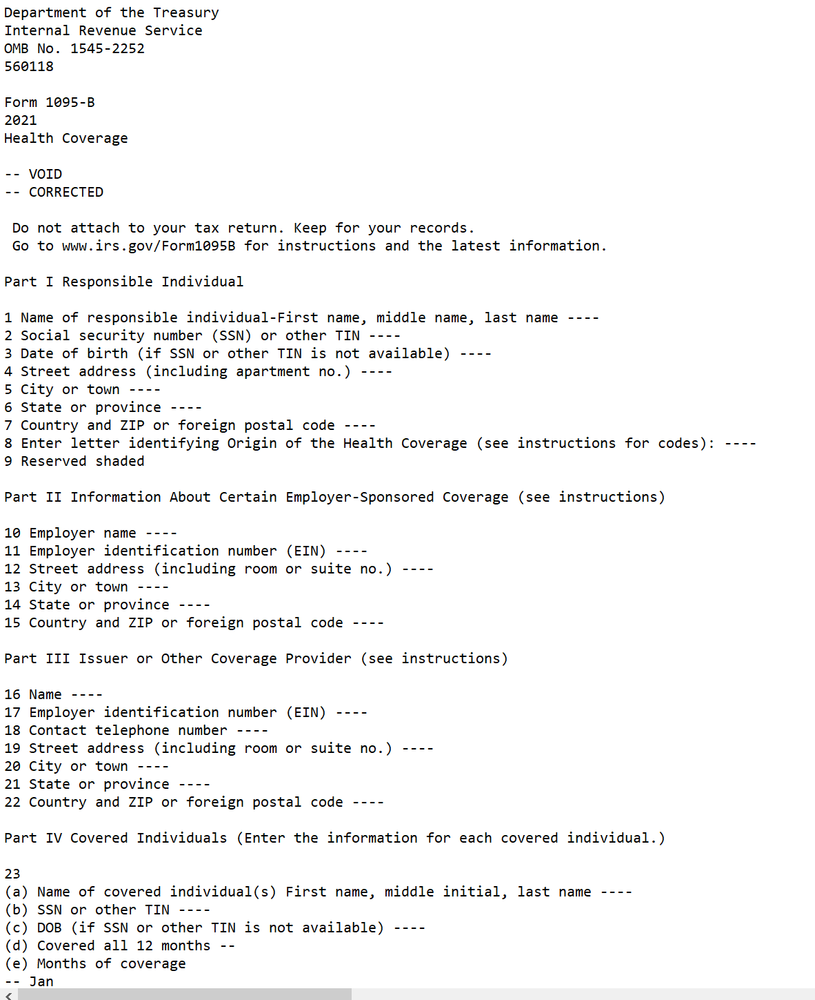 Department of the Treasury
Internal Revenue Service
OMB No. 1545-2252
560118
Form 1095-B
2021
Health Coverage
-- VOID
-- CORRECTED
Do not attach to your tax return. Keep for your records.
Go to www.irs.gov/Form1095B for instructions and the latest information.
Part I Responsible Individual
1 Name of responsible individual-First name, middle name, last name ----
2 Social security number (SSN) or other TIN ----
3 Date of birth (if SSN or other TIN is not available) ----
4 Street address (including apartment no.) ----
5 City or town ----
6 State or province ----
7 Country and ZIP or foreign postal code ----
8 Enter letter identifying Origin of the Health Coverage (see instructions for codes): ----
9 Reserved shaded
Part II Information About Certain Employer-Sponsored Coverage (see instructions)
10 Employer name ----
11 Employer identification number (EIN) ----
12 Street address (including room or suite no.) ----
13 City or town ----
14 State or province ----
15 Country and ZIP or foreign postal code ----
Part III Issuer or Other Coverage Provider (see instructions)
16 Name ----
17 Employer identification number (EIN) ----
18 Contact telephone number ----
19 Street address (including room or suite no.) ----
20 City or town ----
21 State or province ----
22 Country and ZIP or foreign postal code ----
Part IV Covered Individuals (Enter the information for each covered individual.)
23
(a) Name of covered individual(s) First name, middle initial, last name ----
(b) SSN or other TIN ----
(c) DOB (if SSN or other TIN is not available) ----
(d) Covered all 12 months --
(e) Months of coverage
-- Jan